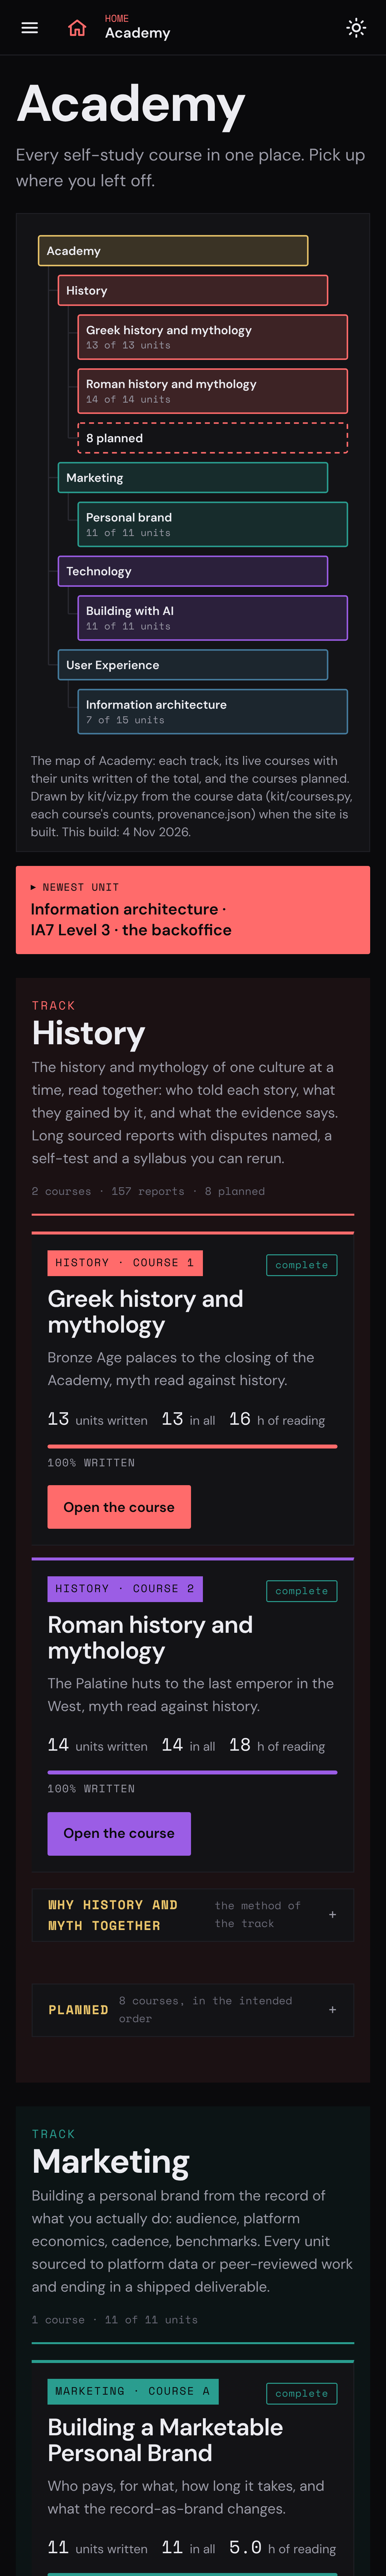 HOME
Academy
Academy
Every self-study course in one place. Pick up
where you left off.
Academy
History
Greek history and mythology
13 of 13 units
Roman history and mythology
14 of 14 units
8 planned
Marketing
Personal brand
11 of 11 units
Technology
Building with AI
11 of 11 units
User Experience
Information architecture
7 of 15 units
The map of Academy: each track, its live courses with
their units written of the total, and the courses planned.
Drawn by kit/viz.py from the course data (kit/courses.py,
each course's counts, provenance.json) when the site is
built. This build: 4 Nov 2026.
▸ NEWEST UNIT
Information architecture ·
IA7 Level 3 · the backoffice
TRACK
History
The history and mythology of one culture at a
time, read together: who told each story, what
they gained by it, and what the evidence says.
Long sourced reports with disputes named, a
self-test and a syllabus you can rerun.
2 courses · 157 reports · 8 planned
HISTORY · COURSE 1
complete
Greek history and
mythology
Bronze Age palaces to the closing of the
Academy, myth read against history.
13 units written 13 in all 16 h of reading
100% WRITTEN
Open the course
HISTORY · COURSE 2
complete
Roman history and
mythology
The Palatine huts to the last emperor in the
West, myth read against history.
14 units written 14 in all 18 h of reading
100% WRITTEN
Open the course
WHY HISTORY AND
MYTH TOGETHER
the method of
the track
+
PLANNED
8 courses, in the intended
order
+
TRACK
Marketing
Building a personal brand from the record of
what you actually do: audience, platform
economics, cadence, benchmarks. Every unit
sourced to platform data or peer-reviewed work
and ending in a shipped deliverable.
1 course · 11 of 11 units
MARKETING · COURSE A
complete
Building a Marketable
Personal Brand
Who pays, for what, how long it takes, and
what the record-as-brand changes.
11 units written 11 in all 5.0 h of reading